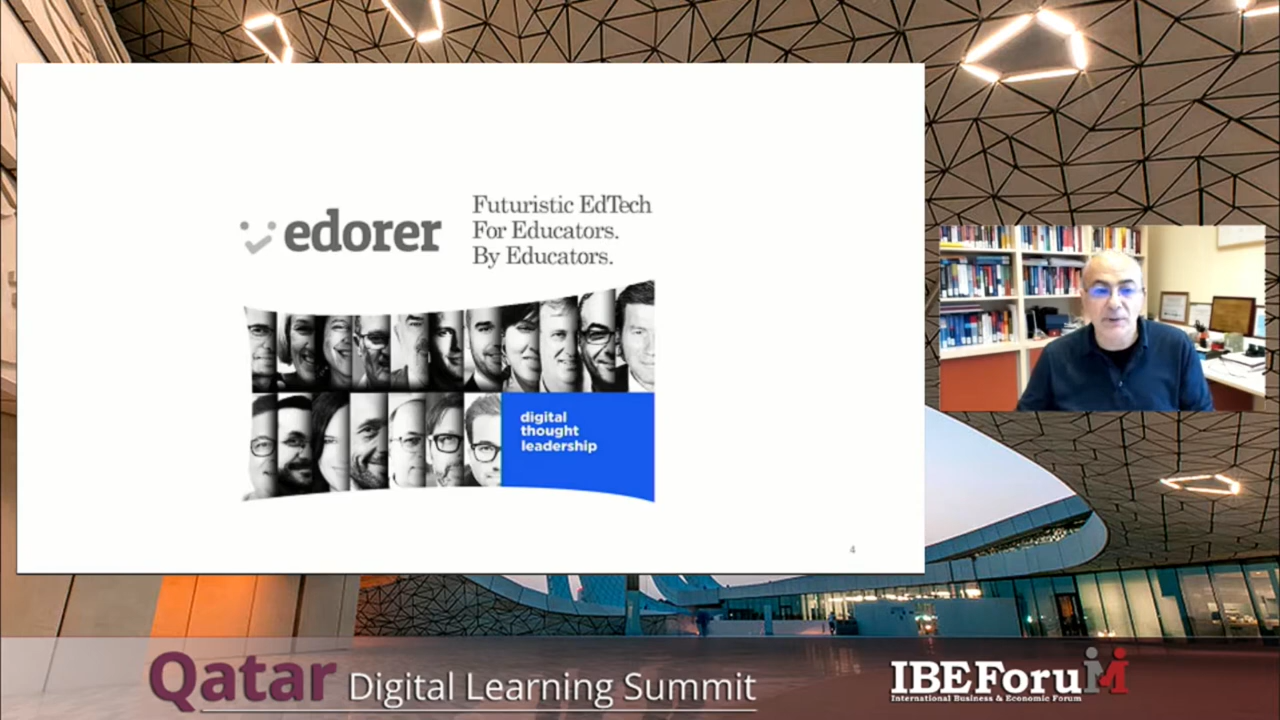 edorer
Futuristic EdTech
For Educators.
By Educators.
digital
thought
leadership
4
Qatar Digital Learning Summit
IBEForuM
International Business & Economic Forum